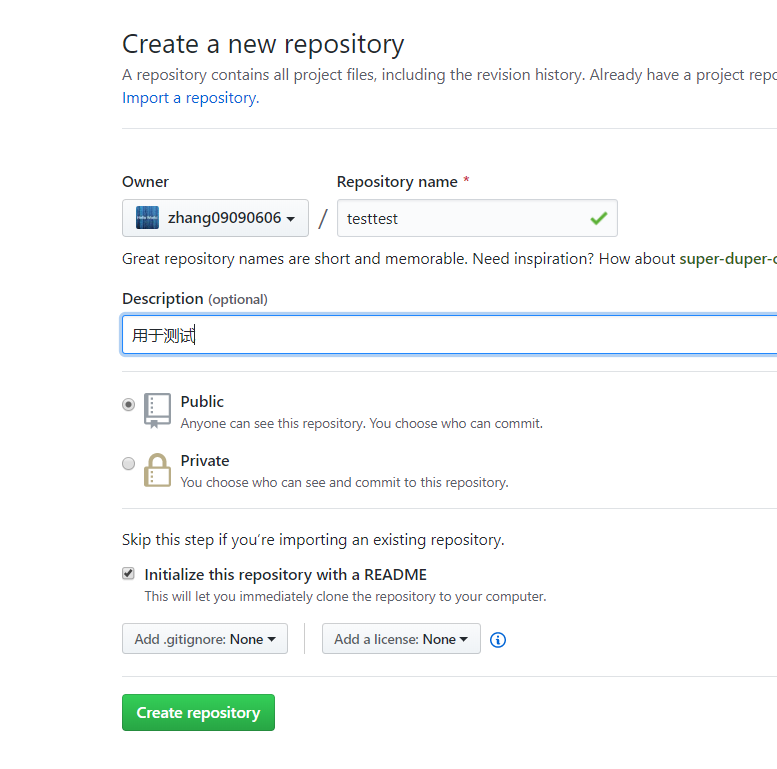 Create a new repository
A repository contains all project files, including the revision history. Already have a project
Import a repository.
Owner
Repository name *
zhang09090606
/
testtest
Great repository names are short and memorable. Need inspiration? How about super-duper-
Description (optional)
用于测试
Public
Anyone can see this repository. You choose who can commit.
Private
You choose who can see and commit to this repository.
Skip this step if you’re importing an existing repository.
Initialize this repository with a README
This will let you immediately clone the repository to your computer.
Add .gitignore: None
Add a license: None
Create repository